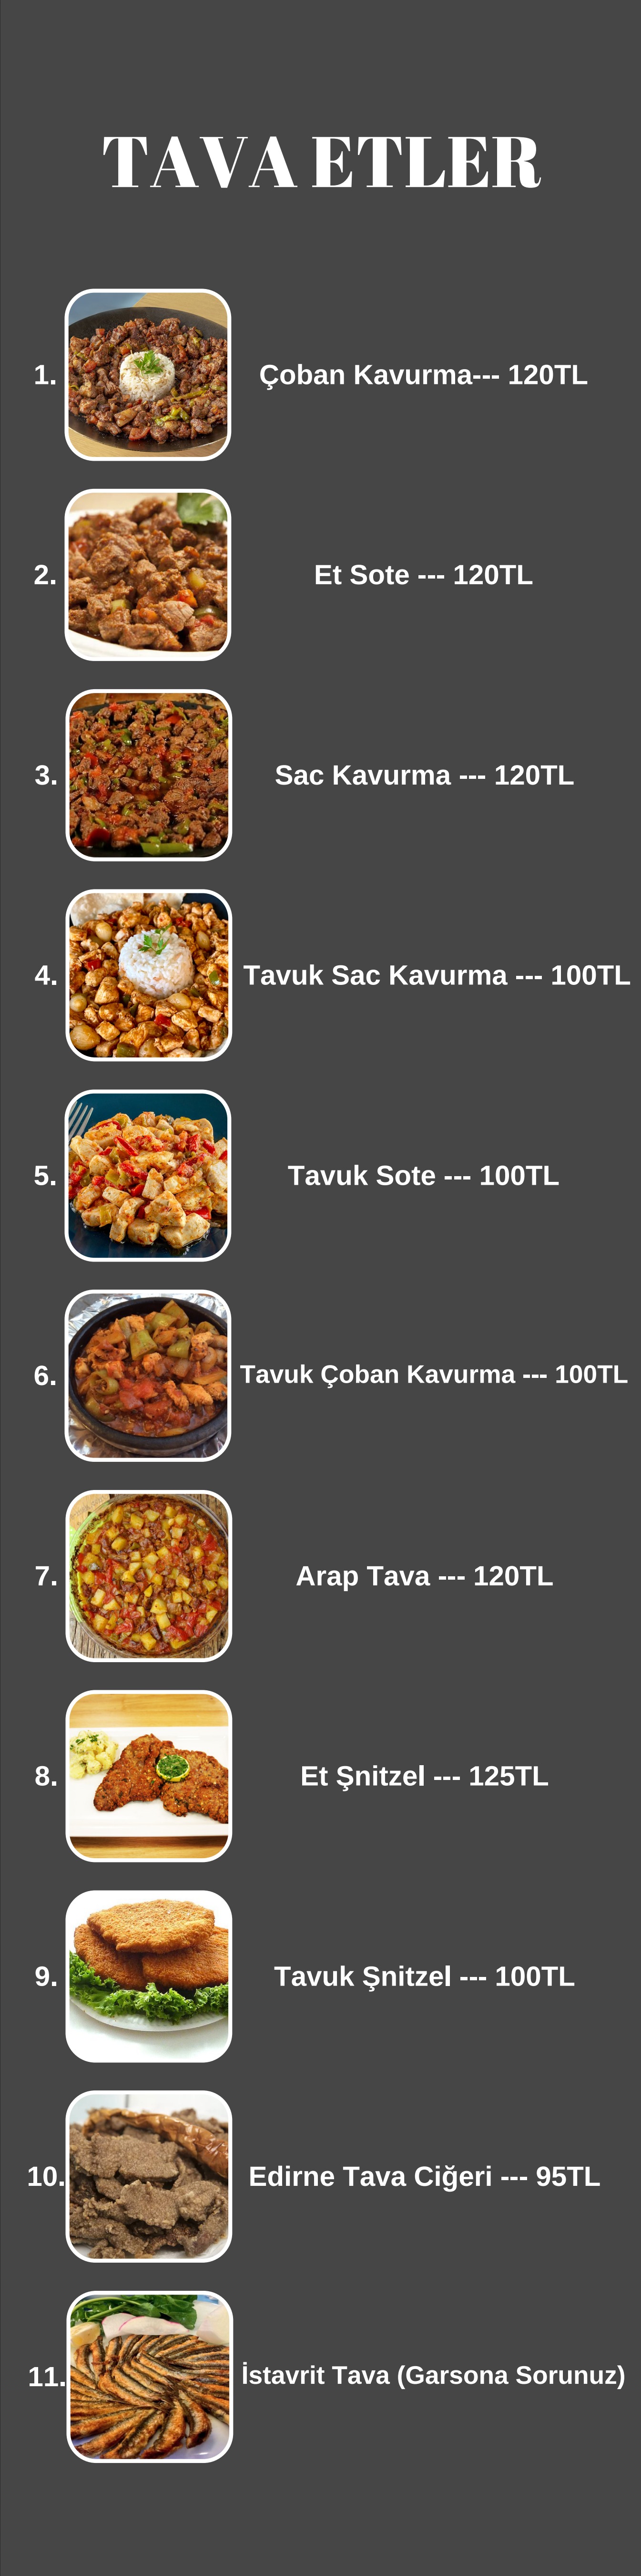 TAVA ETLER
1. Çoban Kavurma--- 120TL
2. Et Sote --- 120TL
3. Sac Kavurma --- 120TL
4. Tavuk Sac Kavurma --- 100TL
5. Tavuk Sote --- 100TL
6. Tavuk Çoban Kavurma --- 100TL
7. Arap Tava --- 120TL
8. Et Şnitzel --- 125TL
9. Tavuk Şnitzel --- 100TL
10. Edirne Tava Ciğeri --- 95TL
11. İstavrit Tava (Garsona Sorunuz)